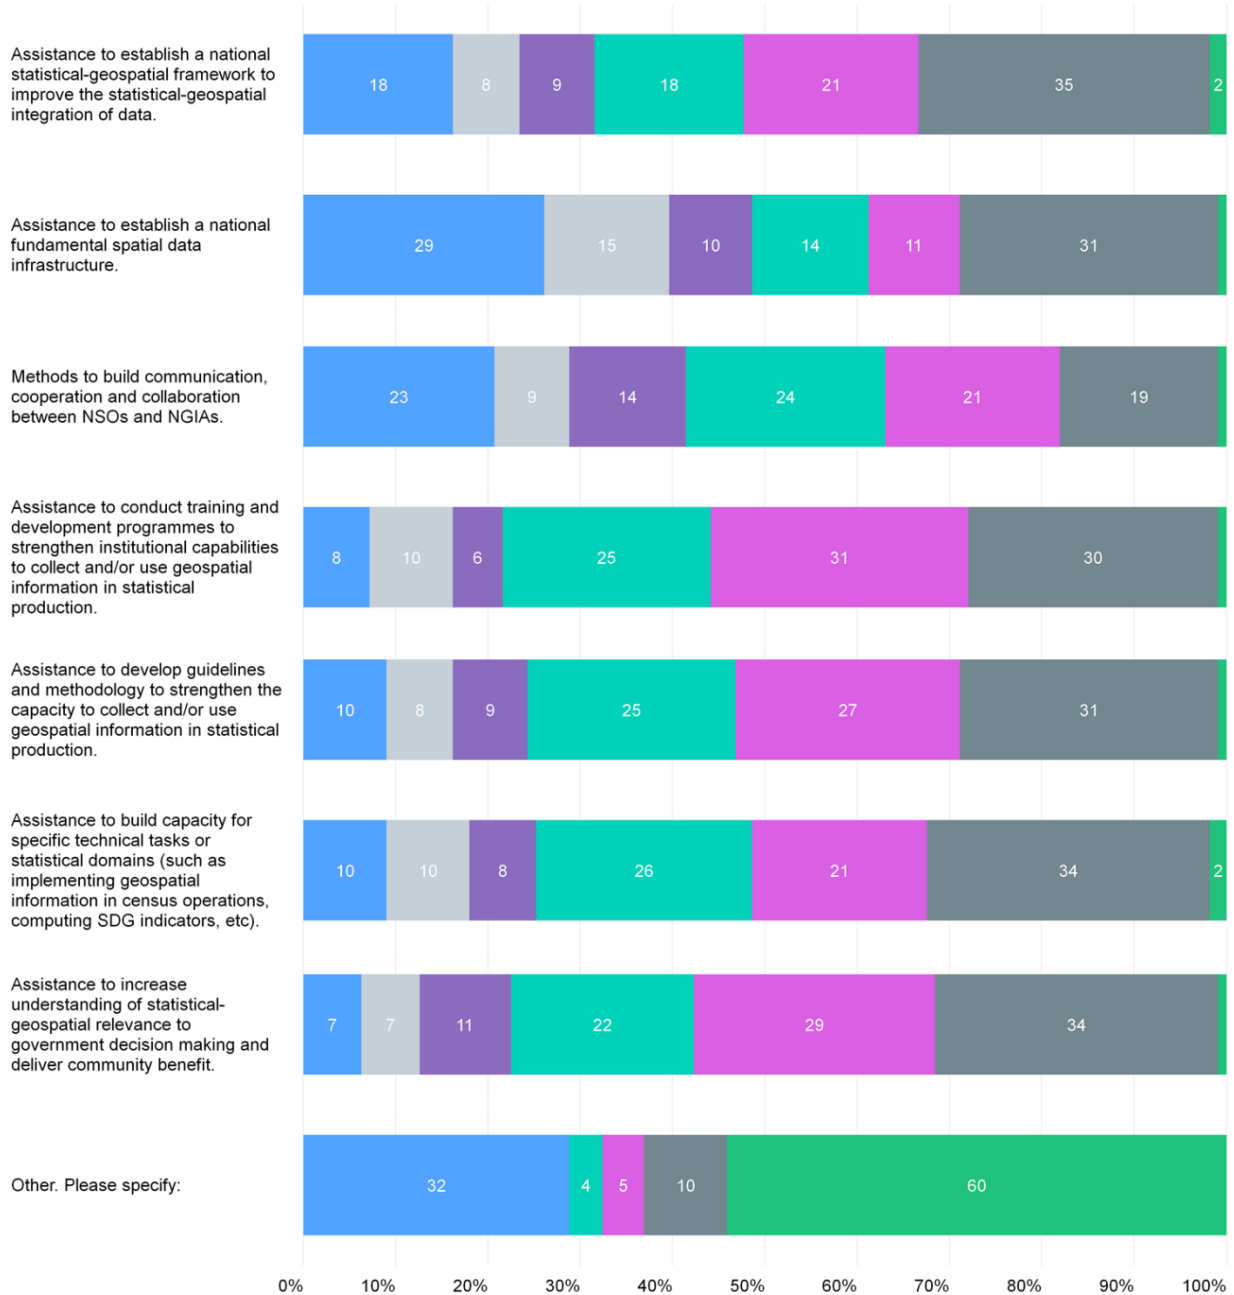 Assistance to establish a national
statistical-geospatial framework to
improve the statistical-geospatial
integration of data.
18 8 9 18 21 35 2
Assistance to establish a national
fundamental spatial data
infrastructure.
29 15 10 14 11 31
Methods to build communication,
cooperation and collaboration
between NSOs and NGIAs.
23 9 14 24 21 19
Assistance to conduct training and
development programmes to
strengthen institutional capabilities
to collect and/or use geospatial
information in statistical
production.
8 10 6 25 31 30
Assistance to develop guidelines
and methodology to strengthen the
capacity to collect and/or use
geospatial information in statistical
production.
10 8 9 25 27 31
Assistance to build capacity for
specific technical tasks or
statistical domains (such as
implementing geospatial
information in census operations,
computing SDG indicators, etc).
10 10 8 26 21 34 2
Assistance to increase
understanding of statistical-
geospatial relevance to
government decision making and
deliver community benefit.
7 7 11 22 29 34
Other. Please specify:
32 4 5 10 60
0% 10% 20% 30% 40% 50% 60% 70% 80% 90% 100%